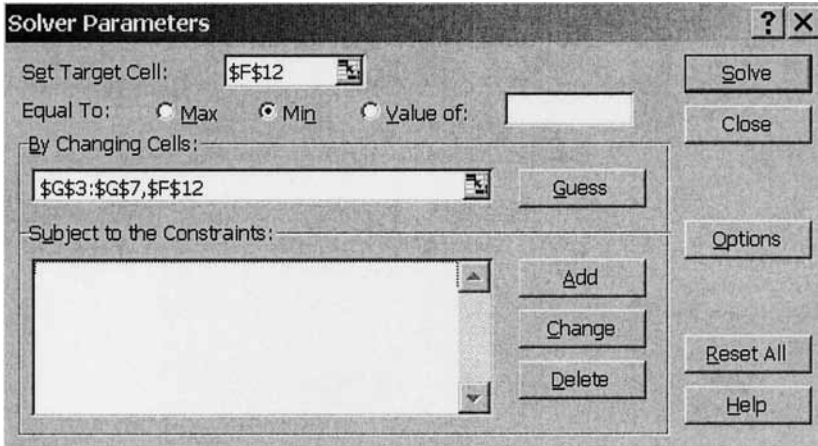 Solver Parameters ? X
Set Target Cell: $F$12 Solve
Equal To: Max Min Value of: Close
By Changing Cells:
$G$3:$G$7,$F$12 Guess
Subject to the Constraints: Options
Add
Change
Reset All
Delete
Help